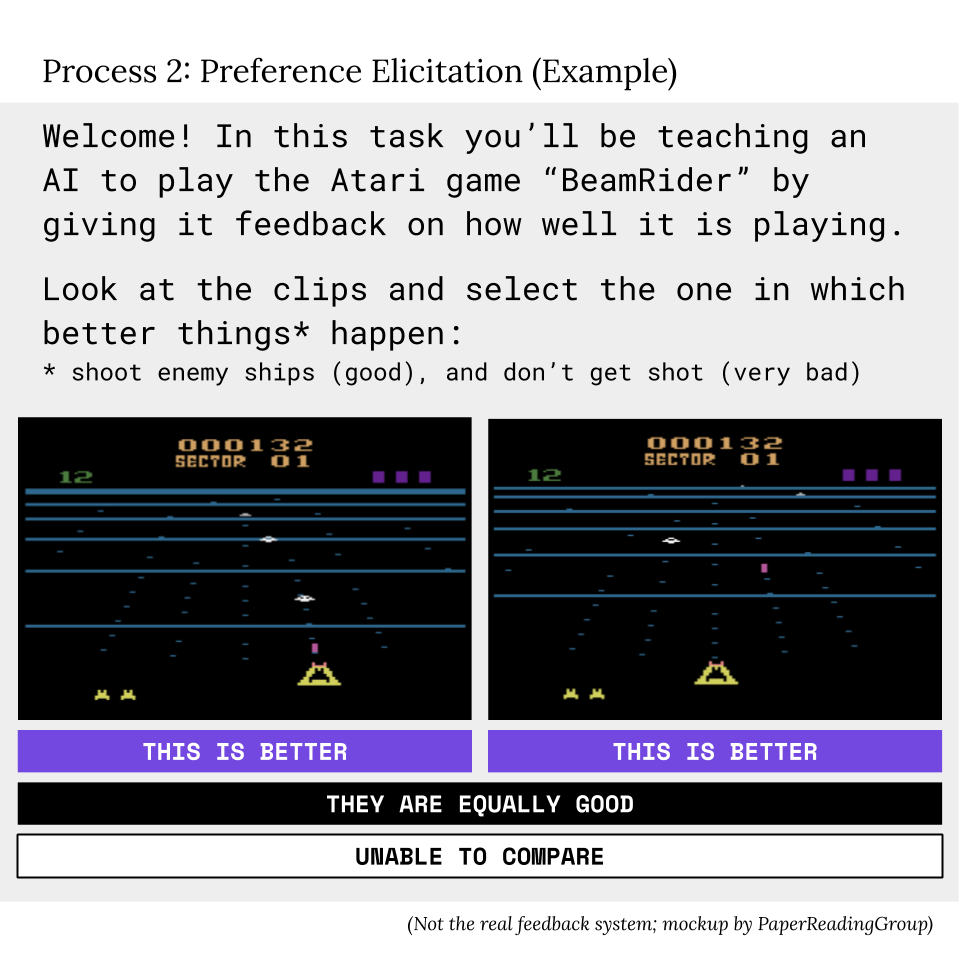 Process 2: Preference Elicitation (Example)
Welcome! In this task you’ll be teaching an
AI to play the Atari game “BeamRider” by
giving it feedback on how well it is playing.
Look at the clips and select the one in which
better things* happen:
* shoot enemy ships (good), and don’t get shot (very bad)
000132
SECTOR 01
12
000132
SECTOR 01
12
THIS IS BETTER
THIS IS BETTER
THEY ARE EQUALLY GOOD
UNABLE TO COMPARE
(Not the real feedback system; mockup by PaperReadingGroup)